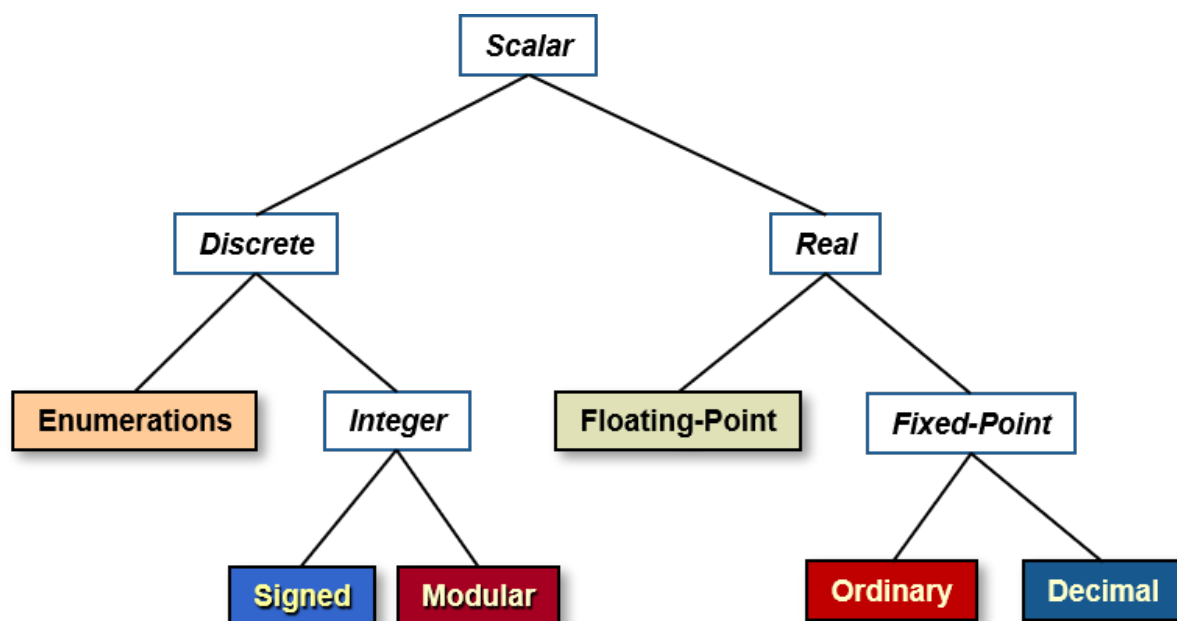 Scalar
Discrete
Real
Enumerations
Integer
Floating-Point
Fixed-Point
Signed
Modular
Ordinary
Decimal